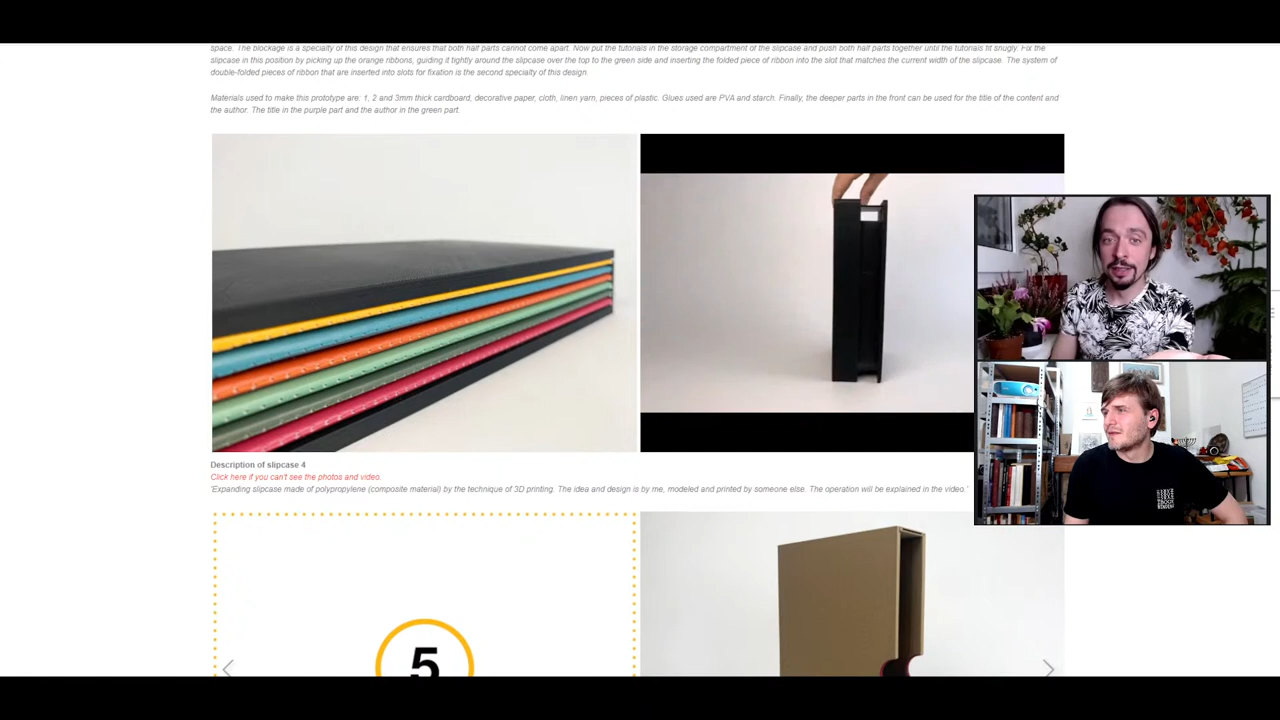 space. The blockage is a specialty of this design that ensures that both half parts cannot come apart. Now put the tutorials in the storage compartment of the slipcase and push both half parts together until the tutorials fit snugly. Fix the
slipcase in this position by picking up the orange ribbons, guiding it tightly around the slipcase over the top to the green side and inserting the folded piece of ribbon into the slot that matches the current width of the slipcase. The system of
double-folded pieces of ribbon that are inserted into slots for fixation is the second specialty of this design.
Materials used to make this prototype are: 1, 2 and 3mm thick cardboard, decorative paper, cloth, linen yarn, pieces of plastic. Glues used are PVA and starch. Finally, the deeper parts in the front can be used for the title of the content and
the author. The title in the purple part and the author in the green part.
Description of slipcase 4
Click here if you can't see the photos and video.
'Expanding slipcase made of polypropylene (composite material) by the technique of 3D printing. The idea and design is by me, modeled and printed by someone else. The operation will be explained in the video.'
5